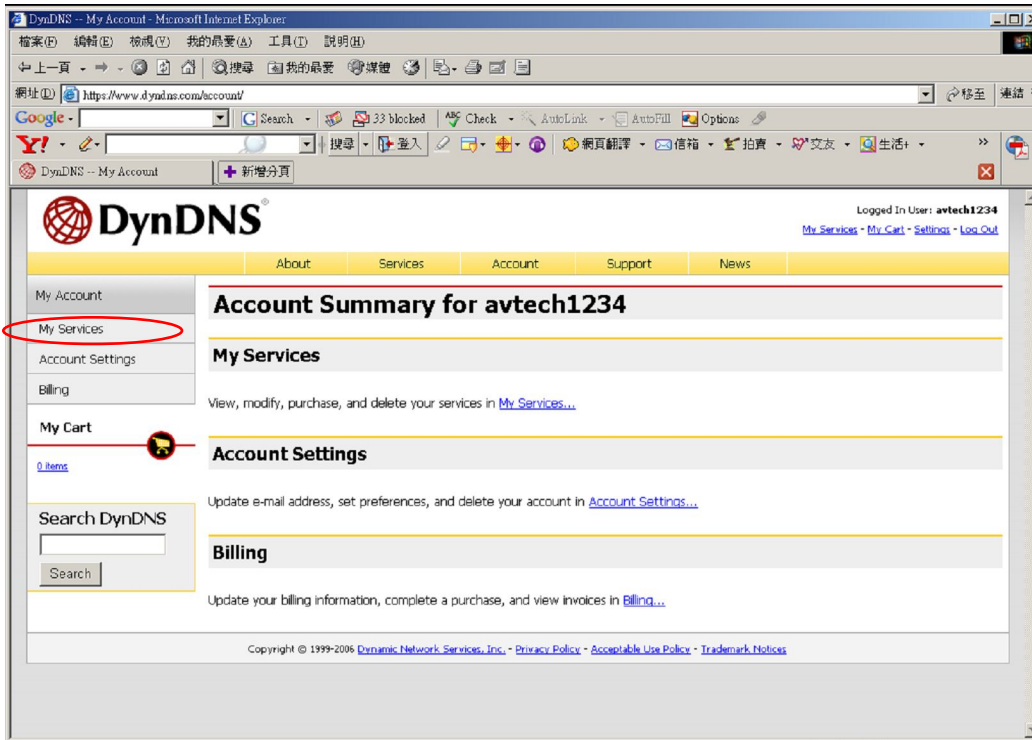 DynDNS -- My Account - Microsoft Internet Explorer
檔案(F) 編輯(E) 檢視(V) 我的最愛(A) 工具(T) 說明(H)
上一頁 搜尋 我的最愛 媒體
網址(D) https://www.dyndns.com/account/ 移至 連結
Google Search 33 blocked ABC Check AutoLink AutoFill Options
Y! 搜尋 登入 網頁翻譯 信箱 拍賣 交友 生活+ »
DynDNS -- My Account 新增分頁
DynDNS®
Logged In User: avtech1234
My Services - My Cart - Settings - Log Out
About Services Account Support News
My Account
My Services
Account Settings
Billing
My Cart
0 items
Search DynDNS
Search
Account Summary for avtech1234
My Services
View, modify, purchase, and delete your services in My Services...
Account Settings
Update e-mail address, set preferences, and delete your account in Account Settings...
Billing
Update your billing information, complete a purchase, and view invoices in Billing...
Copyright © 1999-2006 Dynamic Network Services, Inc. - Privacy Policy - Acceptable Use Policy - Trademark Notices